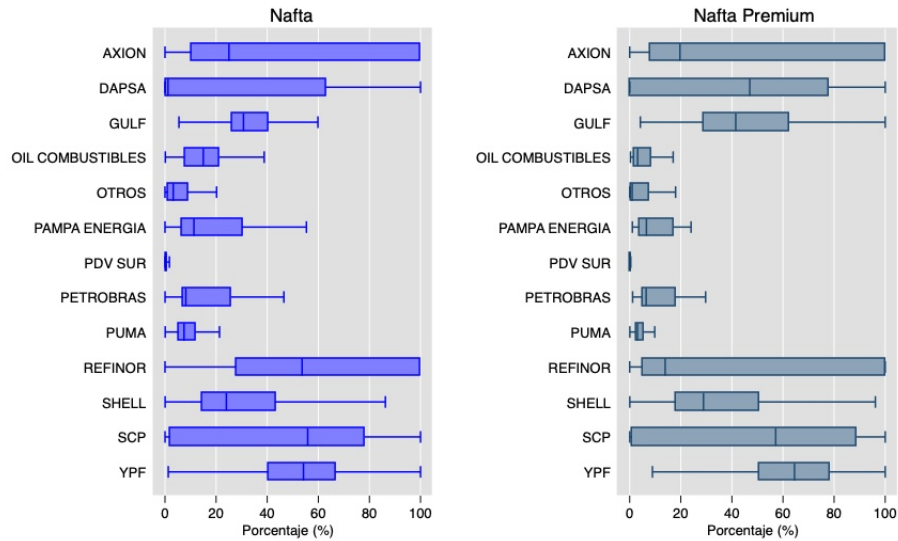 Nafta
AXION
DAPSA
GULF
OIL COMBUSTIBLES
OTROS
PAMPA ENERGIA
PDV SUR
PETROBRAS
PUMA
REFINOR
SHELL
SCP
YPF
0 20 40 60 80 100
Porcentaje (%)
Nafta Premium
AXION
DAPSA
GULF
OIL COMBUSTIBLES
OTROS
PAMPA ENERGIA
PDV SUR
PETROBRAS
PUMA
REFINOR
SHELL
SCP
YPF
0 20 40 60 80 100
Porcentaje (%)